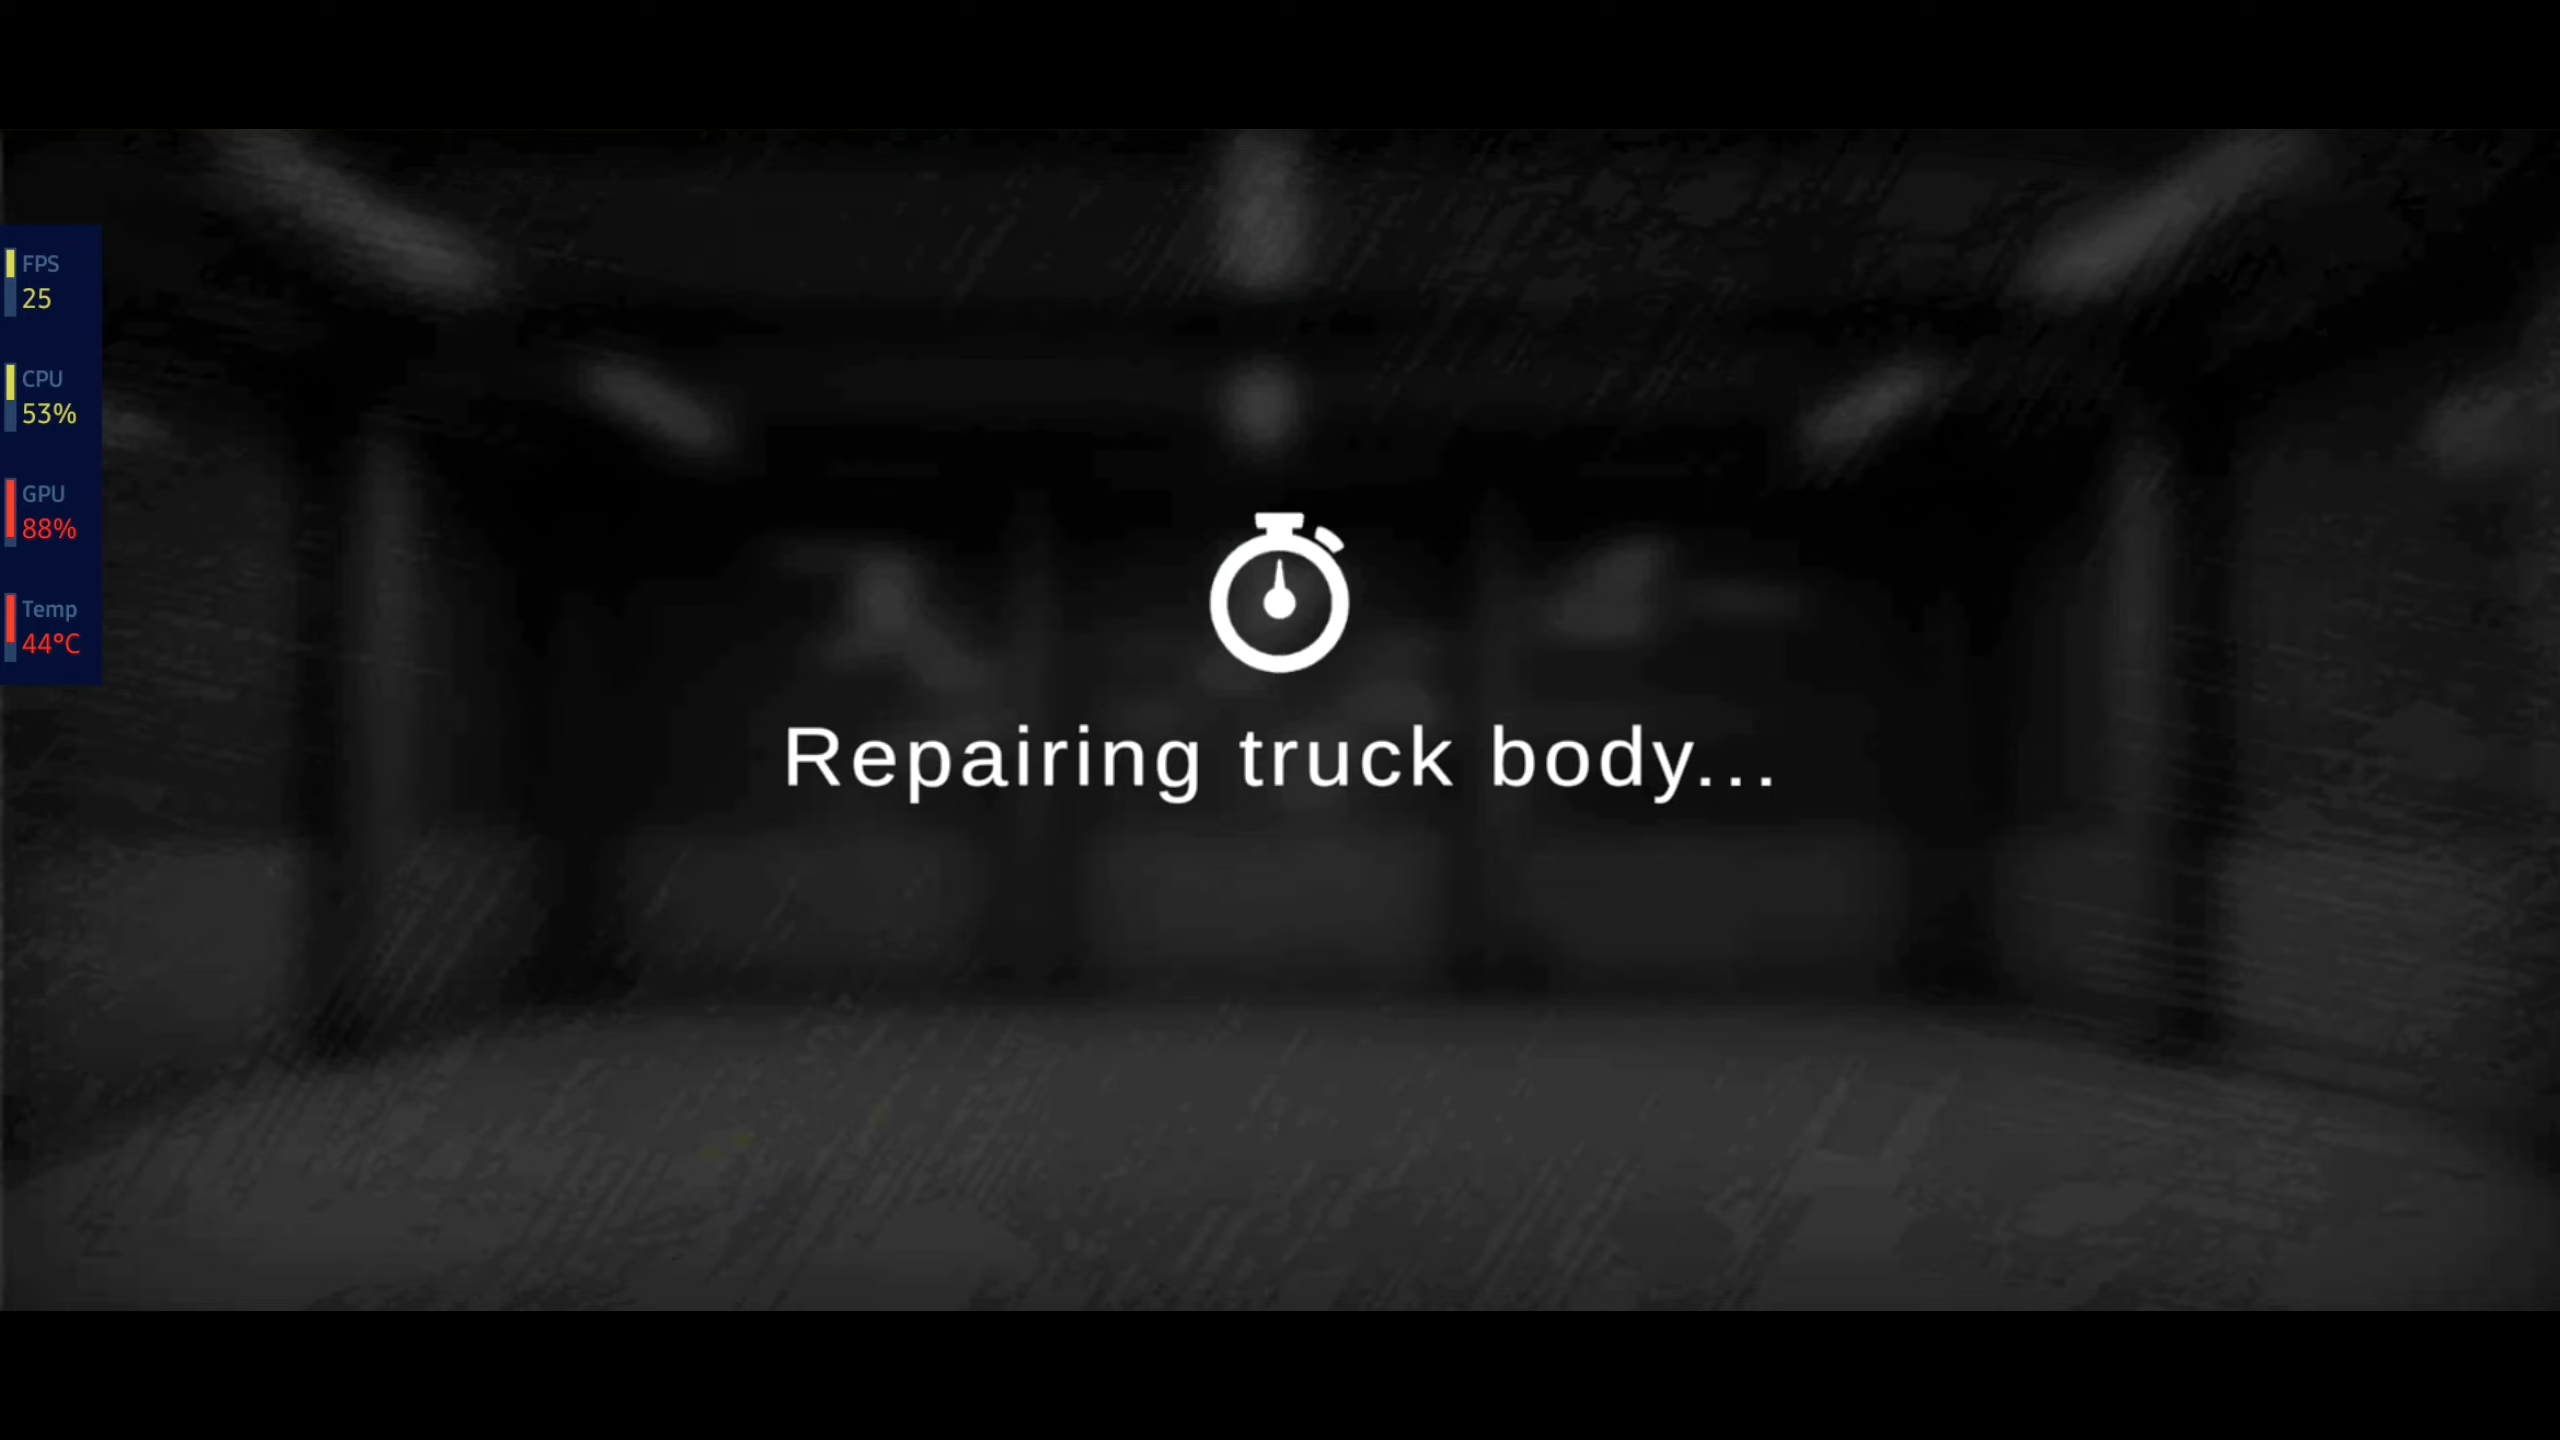 FPS
25
CPU
53%
GPU
88%
Temp
44°C
Repairing truck body...